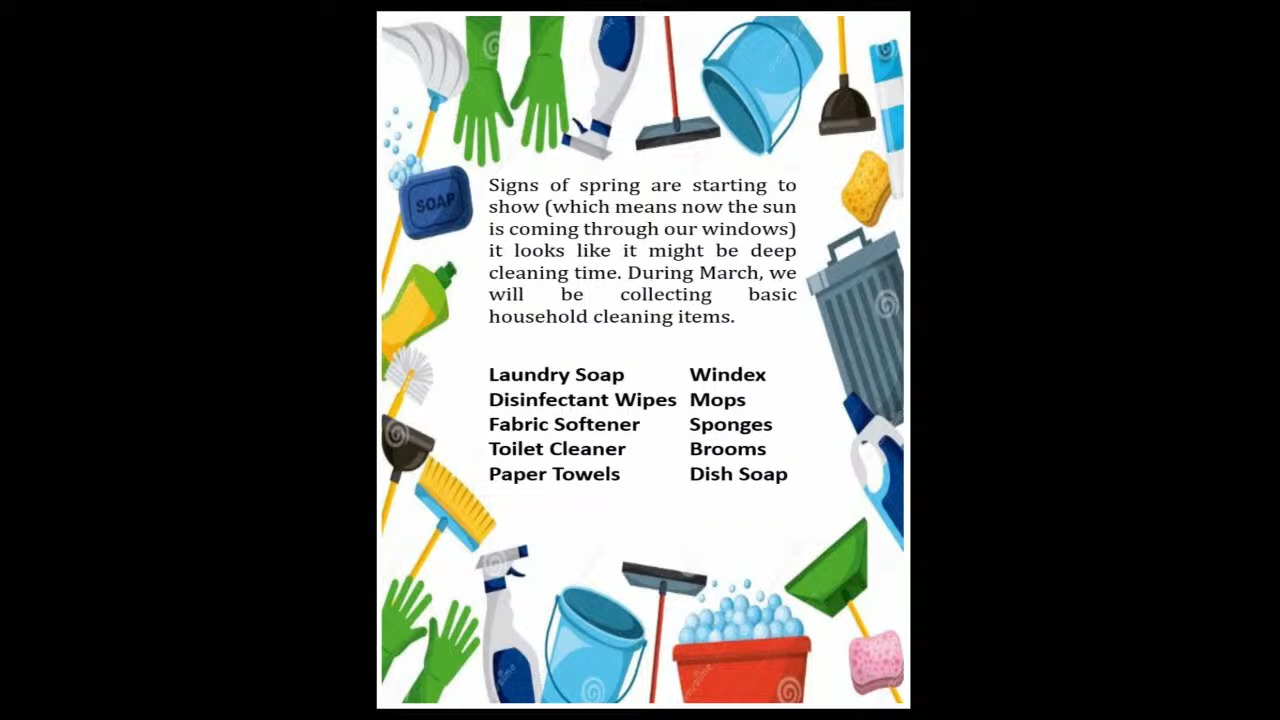 SOAP
Signs of spring are starting to
show (which means now the sun
is coming through our windows)
it looks like it might be deep
cleaning time. During March, we
will be collecting basic
household cleaning items.
Laundry Soap Windex
Disinfectant Wipes Mops
Fabric Softener Sponges
Toilet Cleaner Brooms
Paper Towels Dish Soap